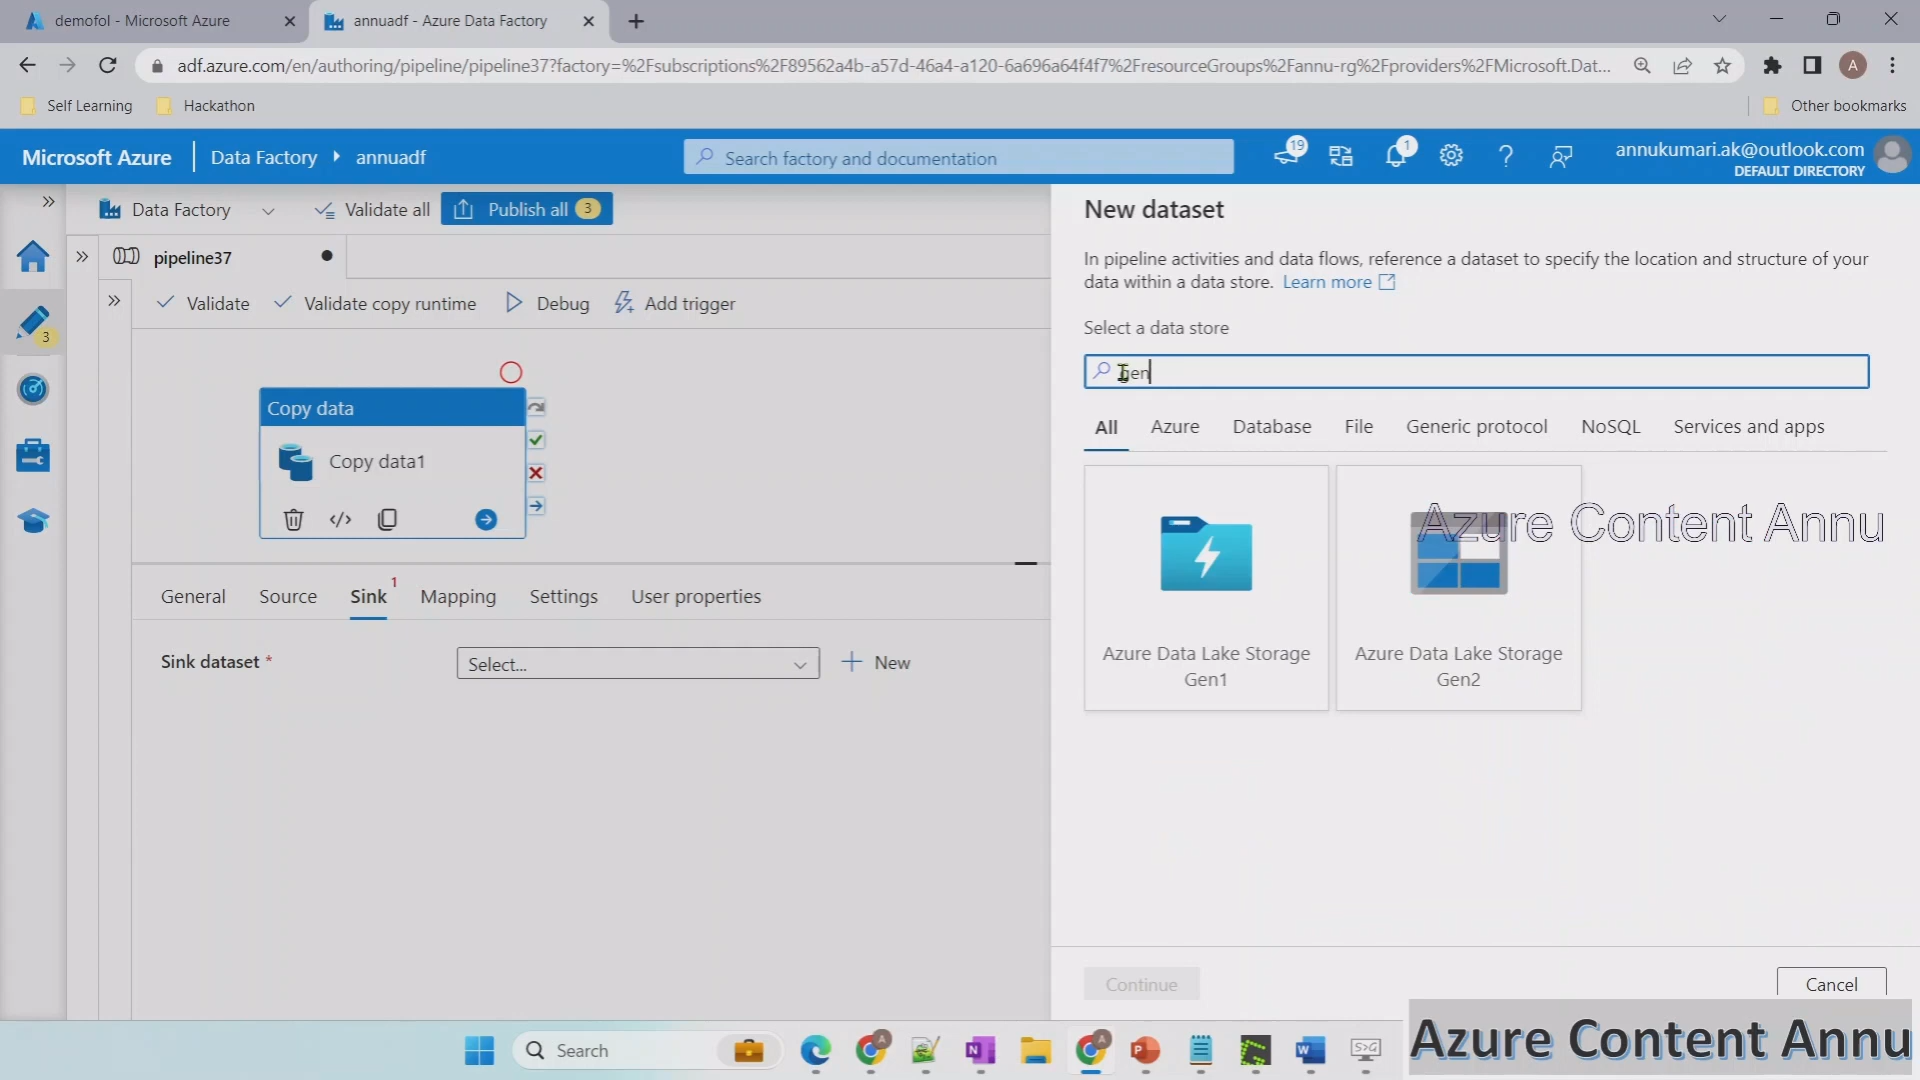 demofol - Microsoft Azure
annuadf - Azure Data Factory
adf.azure.com/en/authoring/pipeline/pipeline37?factory=%2Fsubscriptions%2F89562a4b-a57d-46a4-a120-6a696a64f4f7%2FresourceGroups%2Fannu-rg%2Fproviders%2FMicrosoft.Dat...
A
Self Learning
Hackathon
Other bookmarks
Microsoft Azure
Data Factory
annuadf
Search factory and documentation
19
1
annukumari.ak@outlook.com
DEFAULT DIRECTORY
Data Factory
Validate all
Publish all 3
pipeline37
3
Validate
Validate copy runtime
Debug
Add trigger
Copy data
Copy data1
General
Source
Sink 1
Mapping
Settings
User properties
Sink dataset *
Select...
New
New dataset
In pipeline activities and data flows, reference a dataset to specify the location and structure of your
data within a data store. Learn more
Select a data store
gen
All
Azure
Database
File
Generic protocol
NoSQL
Services and apps
Azure Data Lake Storage
Gen1
Azure Data Lake Storage
Gen2
Azure Content Annu
Continue
Cancel
Search
A
N
A
P
W
S>G
Azure Content Annu